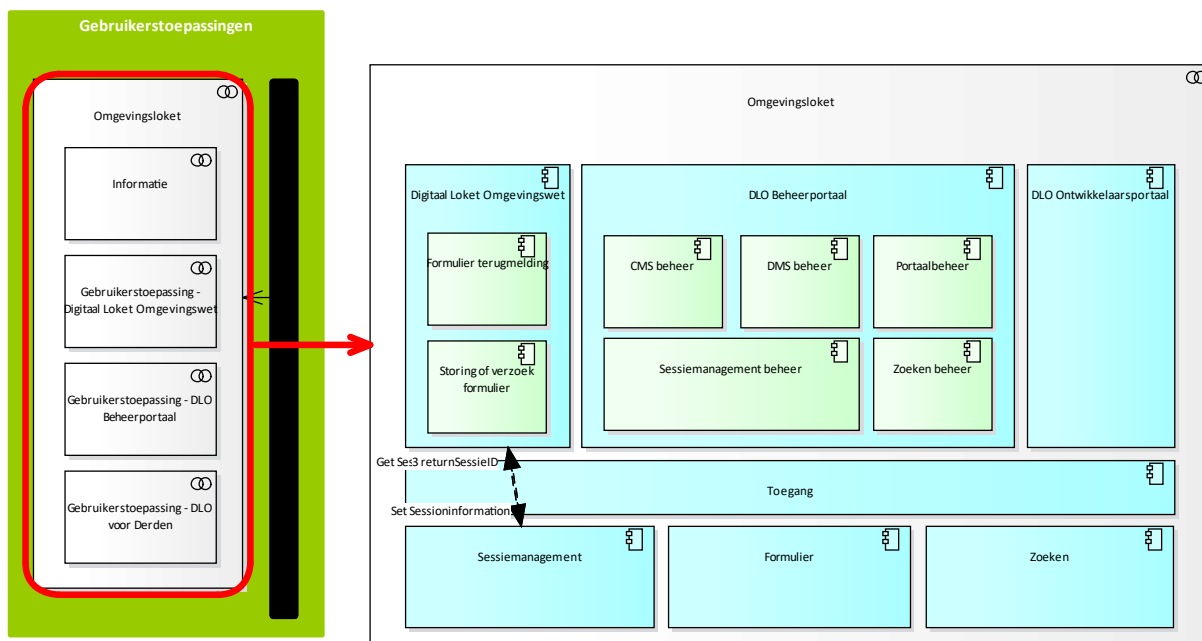 Gebruikerstoepassingen
Omgevingsloket
Informatie
Gebruikerstoepassing -
Digitaal Loket Omgevingswet
Gebruikerstoepassing - DLO
Beheerportaal
Gebruikerstoepassing - DLO
voor Derden
Omgevingsloket
Digitaal Loket Omgevingswet
DLO Beheerportaal
DLO Ontwikkelaarsportaal
Formulier terugmelding
CMS beheer
DMS beheer
Portaalbeheer
Storing of verzoek
formulier
Sessiemanagement beheer
Zoeken beheer
Get Ses3 returnSessieID
Toegang
Set Sessioninformation
Sessiemanagement
Formulier
Zoeken